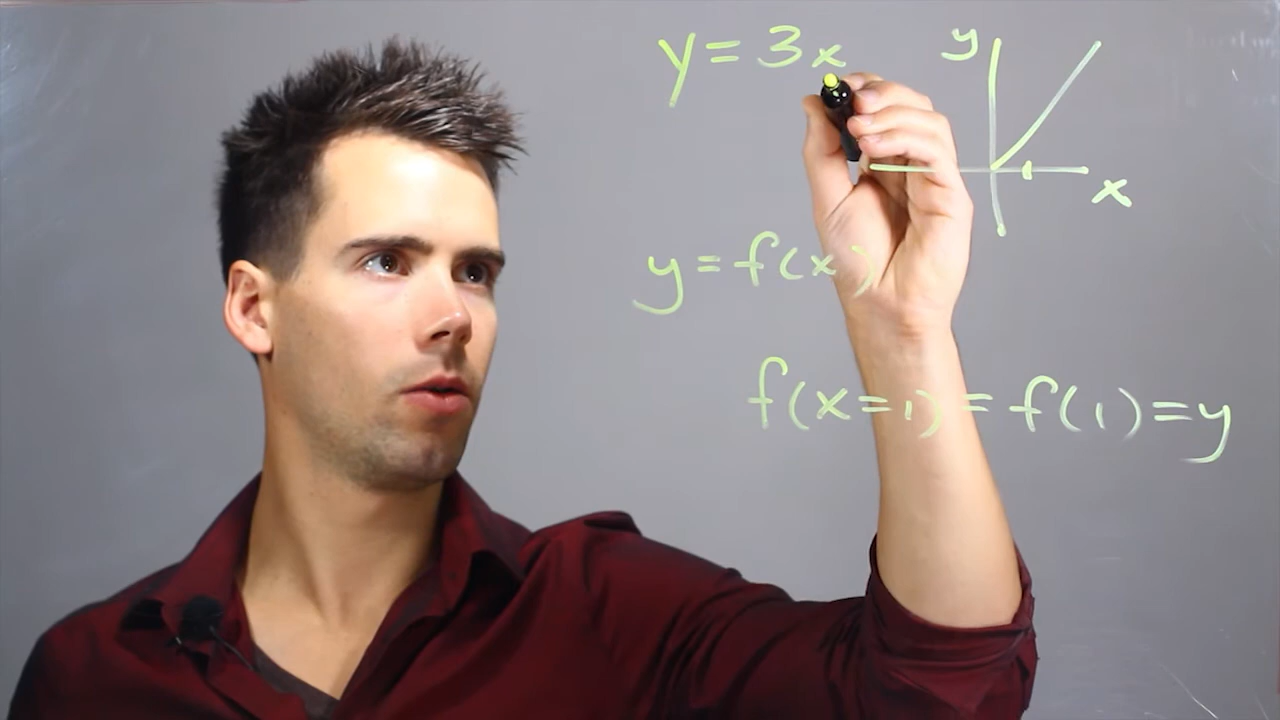 y = 3x
y
x
y = f(x)
f(x=1) = f(1) = y